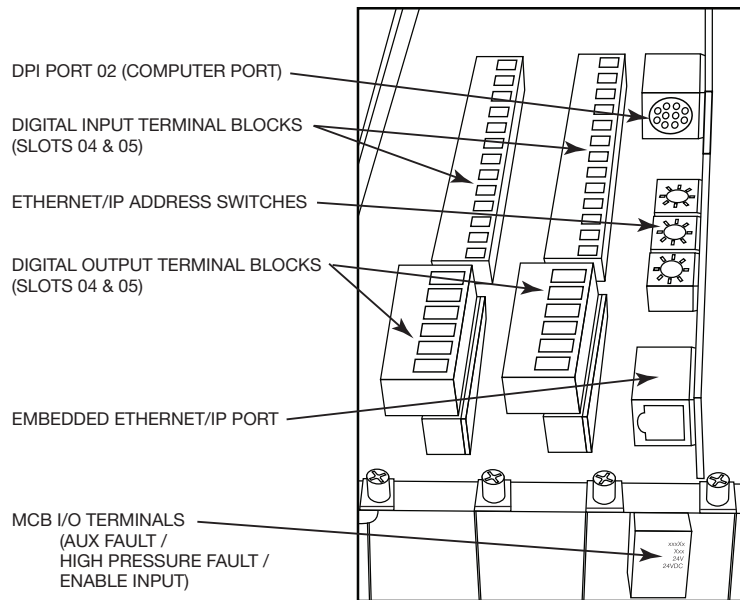 DPI PORT 02 (COMPUTER PORT)
DIGITAL INPUT TERMINAL BLOCKS
(SLOTS 04 & 05)
ETHERNET/IP ADDRESS SWITCHES
DIGITAL OUTPUT TERMINAL BLOCKS
(SLOTS 04 & 05)
EMBEDDED ETHERNET/IP PORT
MCB I/O TERMINALS
(AUX FAULT /
HIGH PRESSURE FAULT /
ENABLE INPUT)
xxxXx
Xxx
24V
24VDC